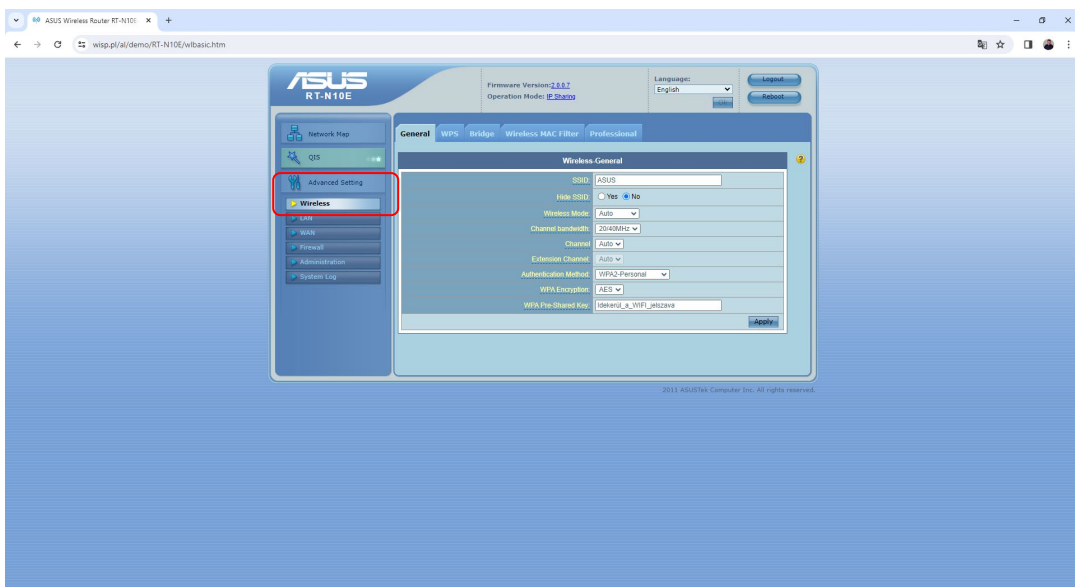 ASUS Wireless Router RT-N10E
wisp.pl/al/demo/RT-N10E/wlbasic.htm
ASUS
RT-N10E
Firmware Version:2.0.0.7
Operation Mode: IP Sharing
Language:
English
Logout
Reboot
Network Map
QIS
Advanced Setting
Wireless
LAN
WAN
Firewall
Administration
System Log
General WPS Bridge Wireless MAC Filter Professional
Wireless-General
SSID: ASUS
Hide SSID: Yes No
Wireless Mode: Auto
Channel bandwidth: 20/40MHz
Channel Auto
Extension Channel: Auto
Authentication Method: WPA2-Personal
WPA Encryption: AES
WPA Pre-Shared Key: Idekerül_a_WIFI_jelszava
Apply
2011 ASUSTek Computer Inc. All rights reserved.